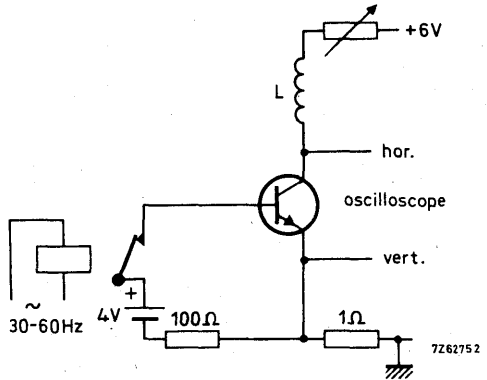 +6V
L
hor.
oscilloscope
vert.
~
30-60Hz
+
4V
100Ω
1Ω
7Z62752